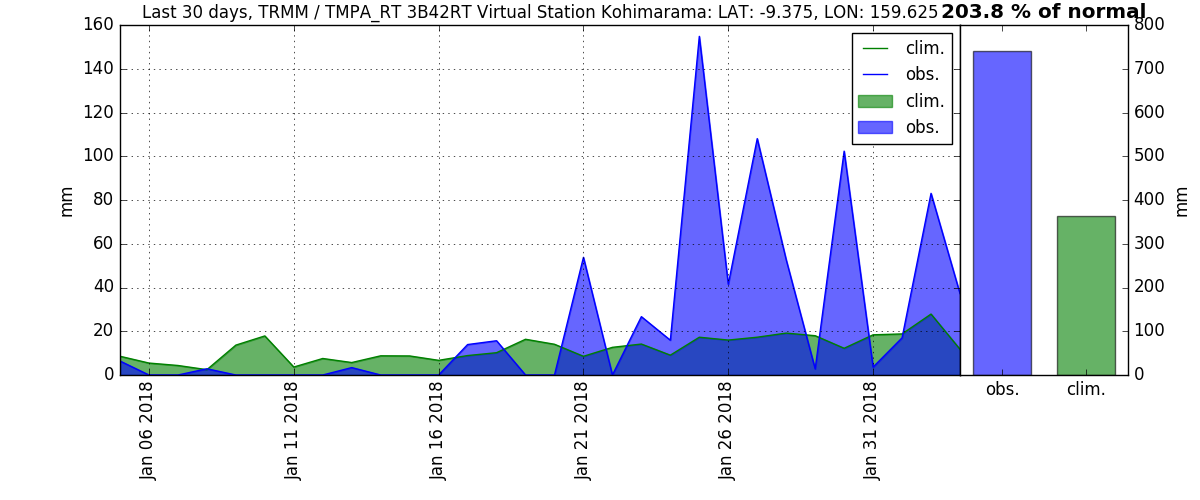 Last 30 days, TRMM / TMPA_RT 3B42RT Virtual Station Kohimarama: LAT: -9.375, LON: 159.625 203.8 % of normal
160
140
120
100
80
60
40
20
0
mm
clim.
obs.
clim.
obs.
Jan 06 2018
Jan 11 2018
Jan 16 2018
Jan 21 2018
Jan 26 2018
Jan 31 2018
800
700
600
500
400
300
200
100
0
mm
obs. clim.